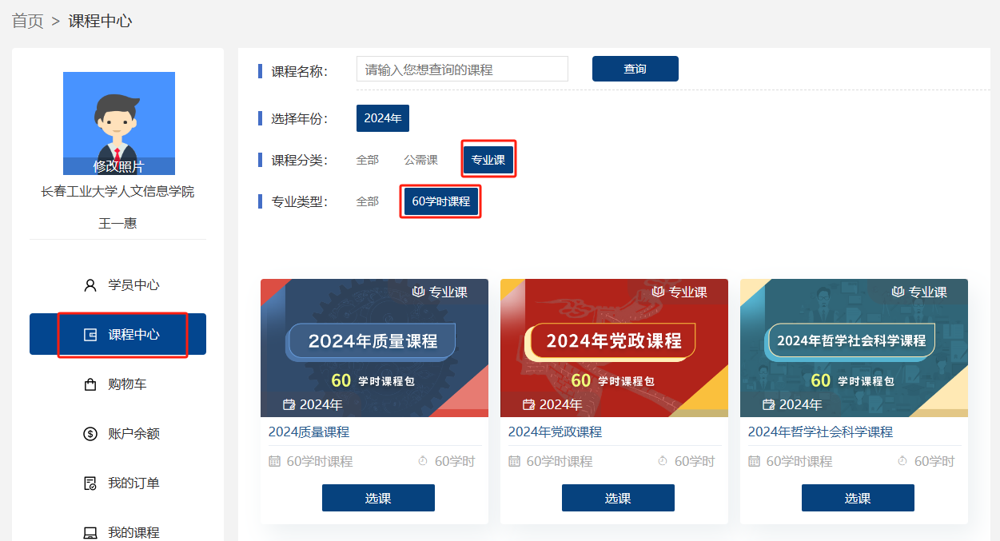 首页 > 课程中心
修改照片
长春工业大学人文信息学院
王一惠
学员中心
课程中心
购物车
账户余额
我的订单
我的课程
课程名称： 请输入您想查询的课程 查询
选择年份： 2024年
课程分类： 全部 公需课 专业课
专业类型： 全部 60学时课程
专业课
2024年质量课程
60 学时课程包
2024年
2024质量课程
60学时课程 60学时
选课
专业课
2024年党政课程
60 学时课程包
2024年
2024年党政课程
60学时课程 60学时
选课
专业课
2024年哲学社会科学课程
60 学时课程包
2024年
2024年哲学社会科学课程
60学时课程 60学时
选课